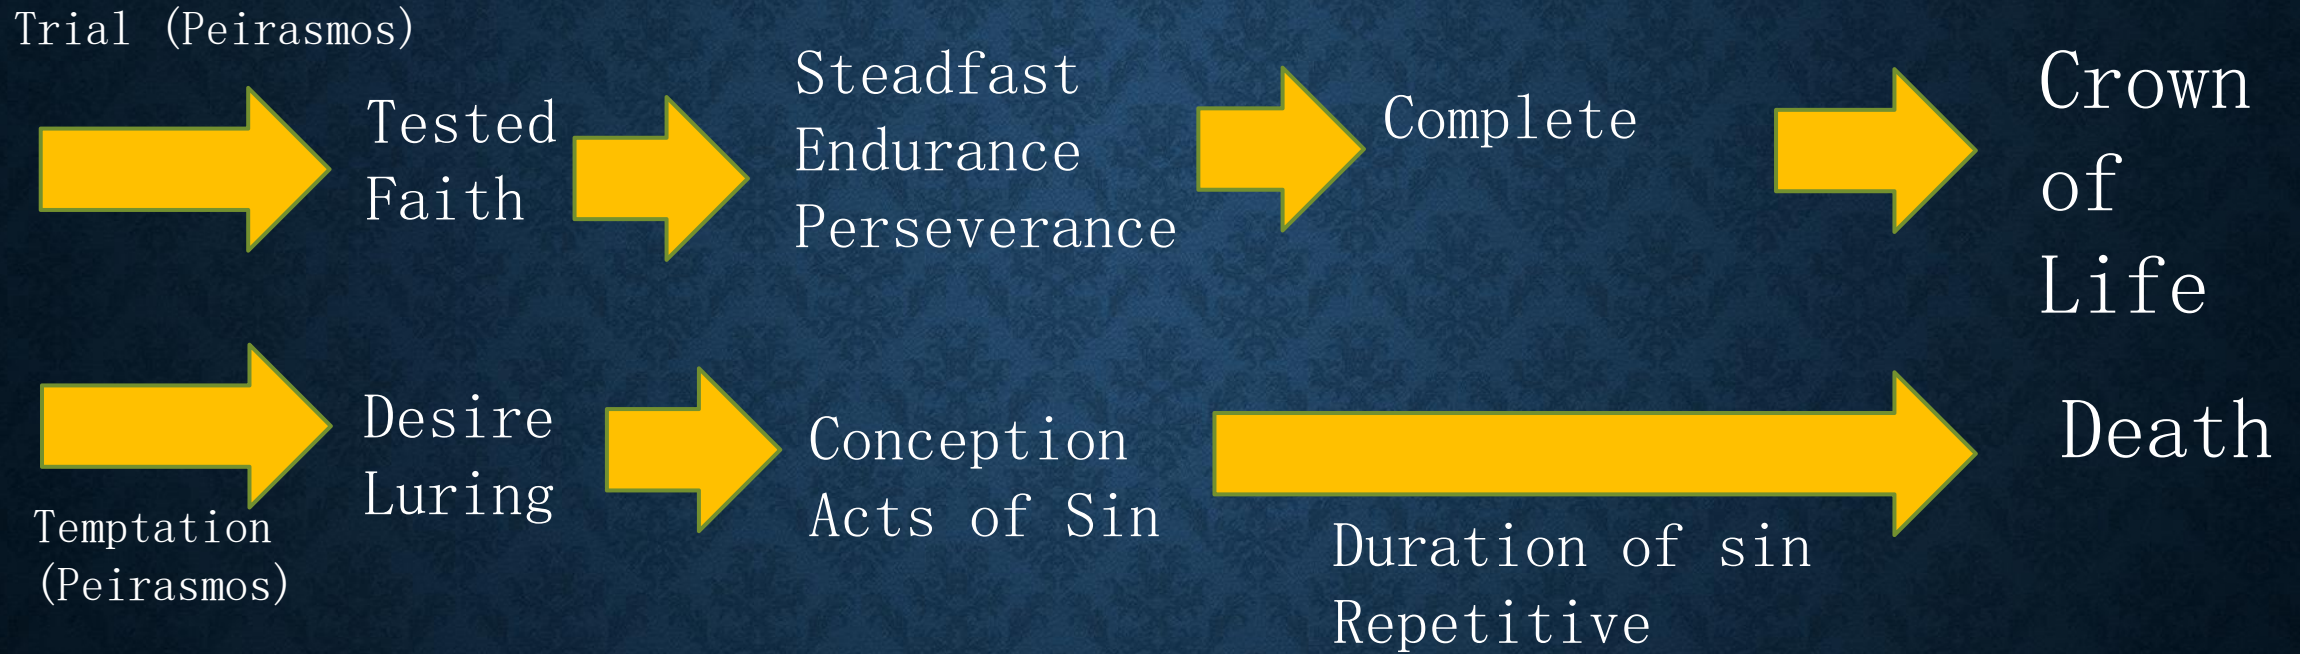 Trial (Peirasmos)
Tested
Faith
Steadfast
Endurance
Perseverance
Complete
Crown
of
Life
Temptation
(Peirasmos)
Desire
Luring
Conception
Acts of Sin
Duration of sin
Repetitive
Death